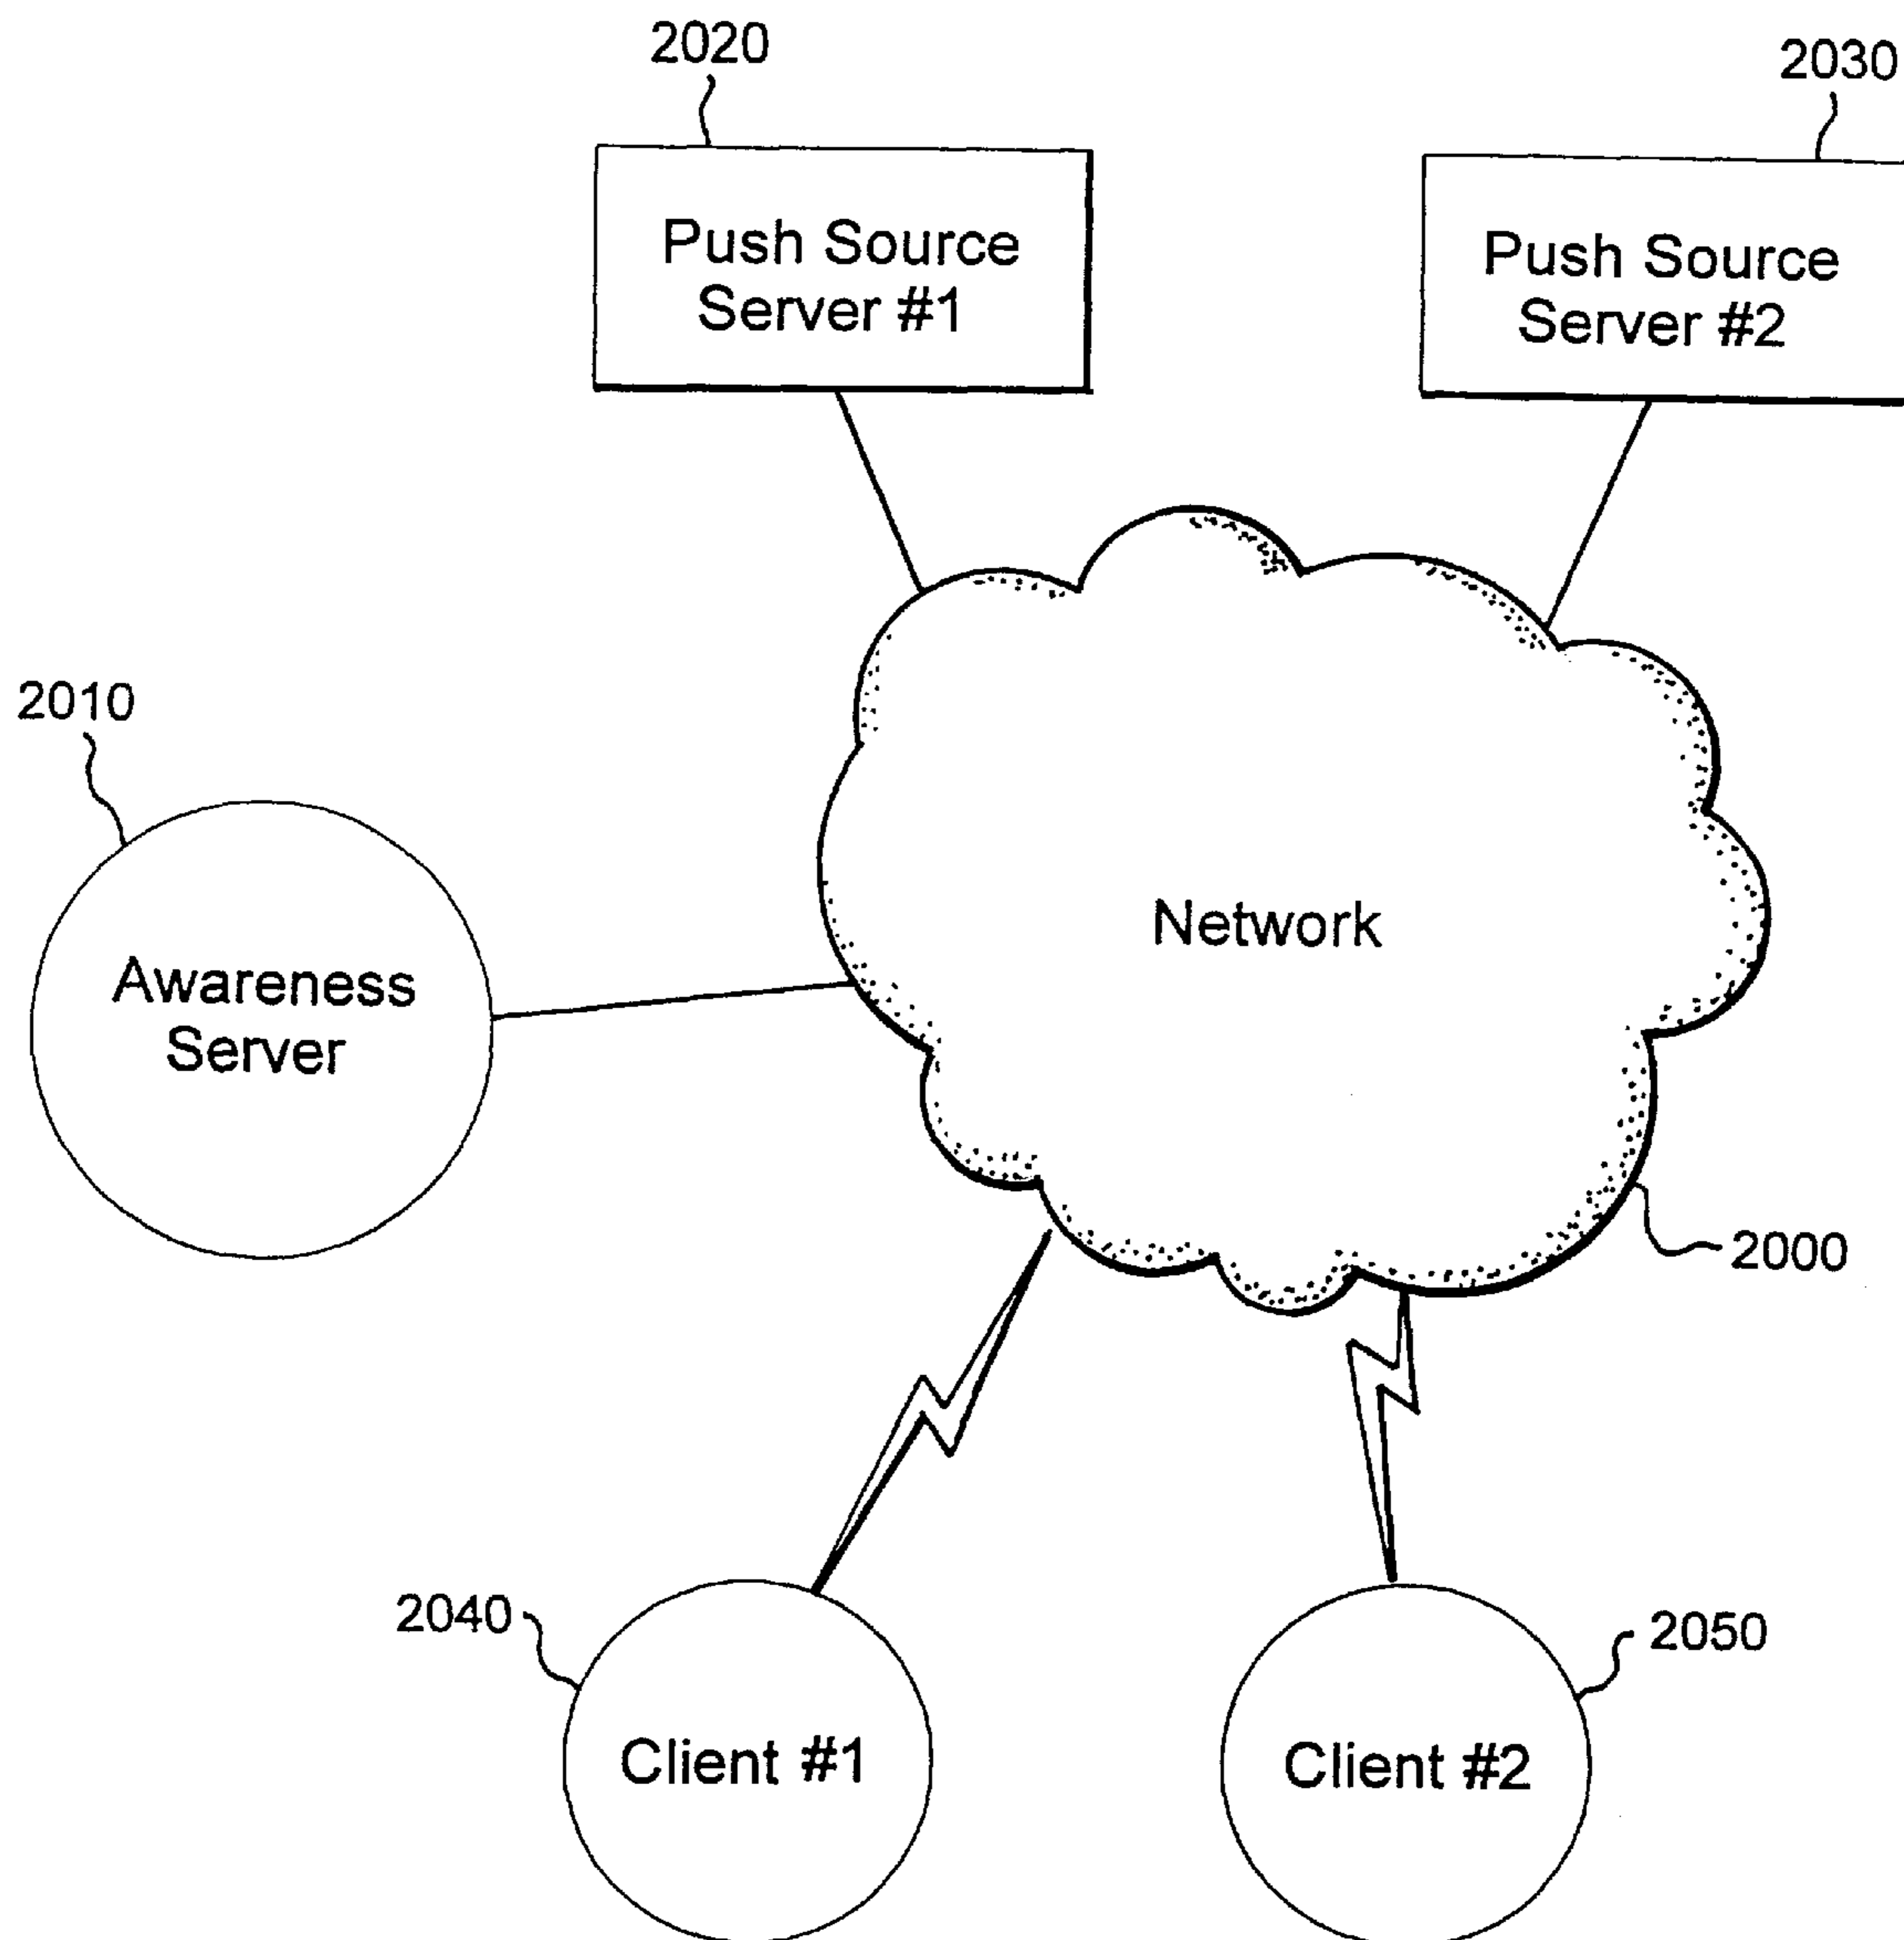 2020
2030
Push Source
Server #1
Push Source
Server #2
2010
Awareness
Server
Network
2000
2040
2050
Client #1
Client #2